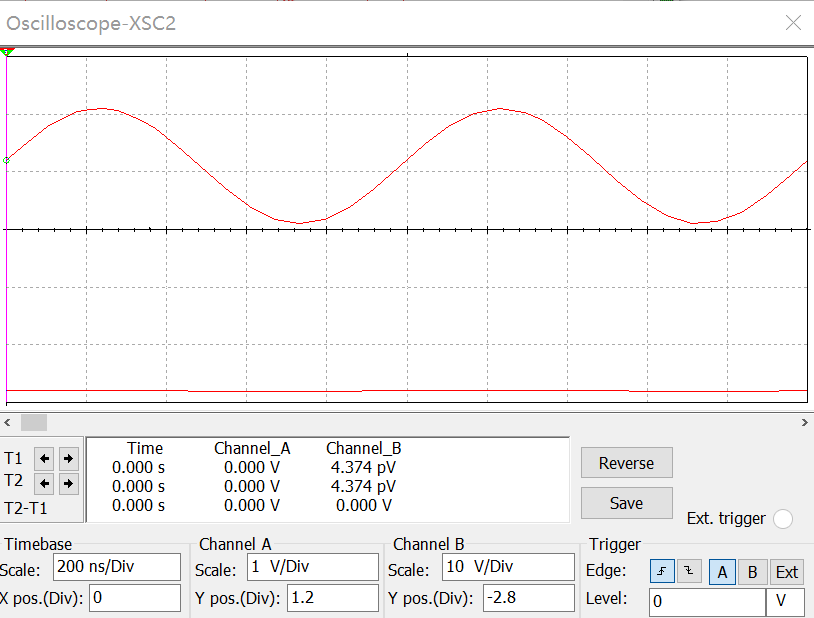 Oscilloscope-XSC2
Time Channel_A Channel_B
T1 0.000 s 0.000 V 4.374 pV
T2 0.000 s 0.000 V 4.374 pV
T2-T1 0.000 s 0.000 V 0.000 V
Reverse
Save
Ext. trigger
Timebase
Scale: 200 ns/Div
X pos.(Div): 0
Channel A
Scale: 1 V/Div
Y pos.(Div): 1.2
Channel B
Scale: 10 V/Div
Y pos.(Div): -2.8
Trigger
Edge: A B Ext
Level: 0 V